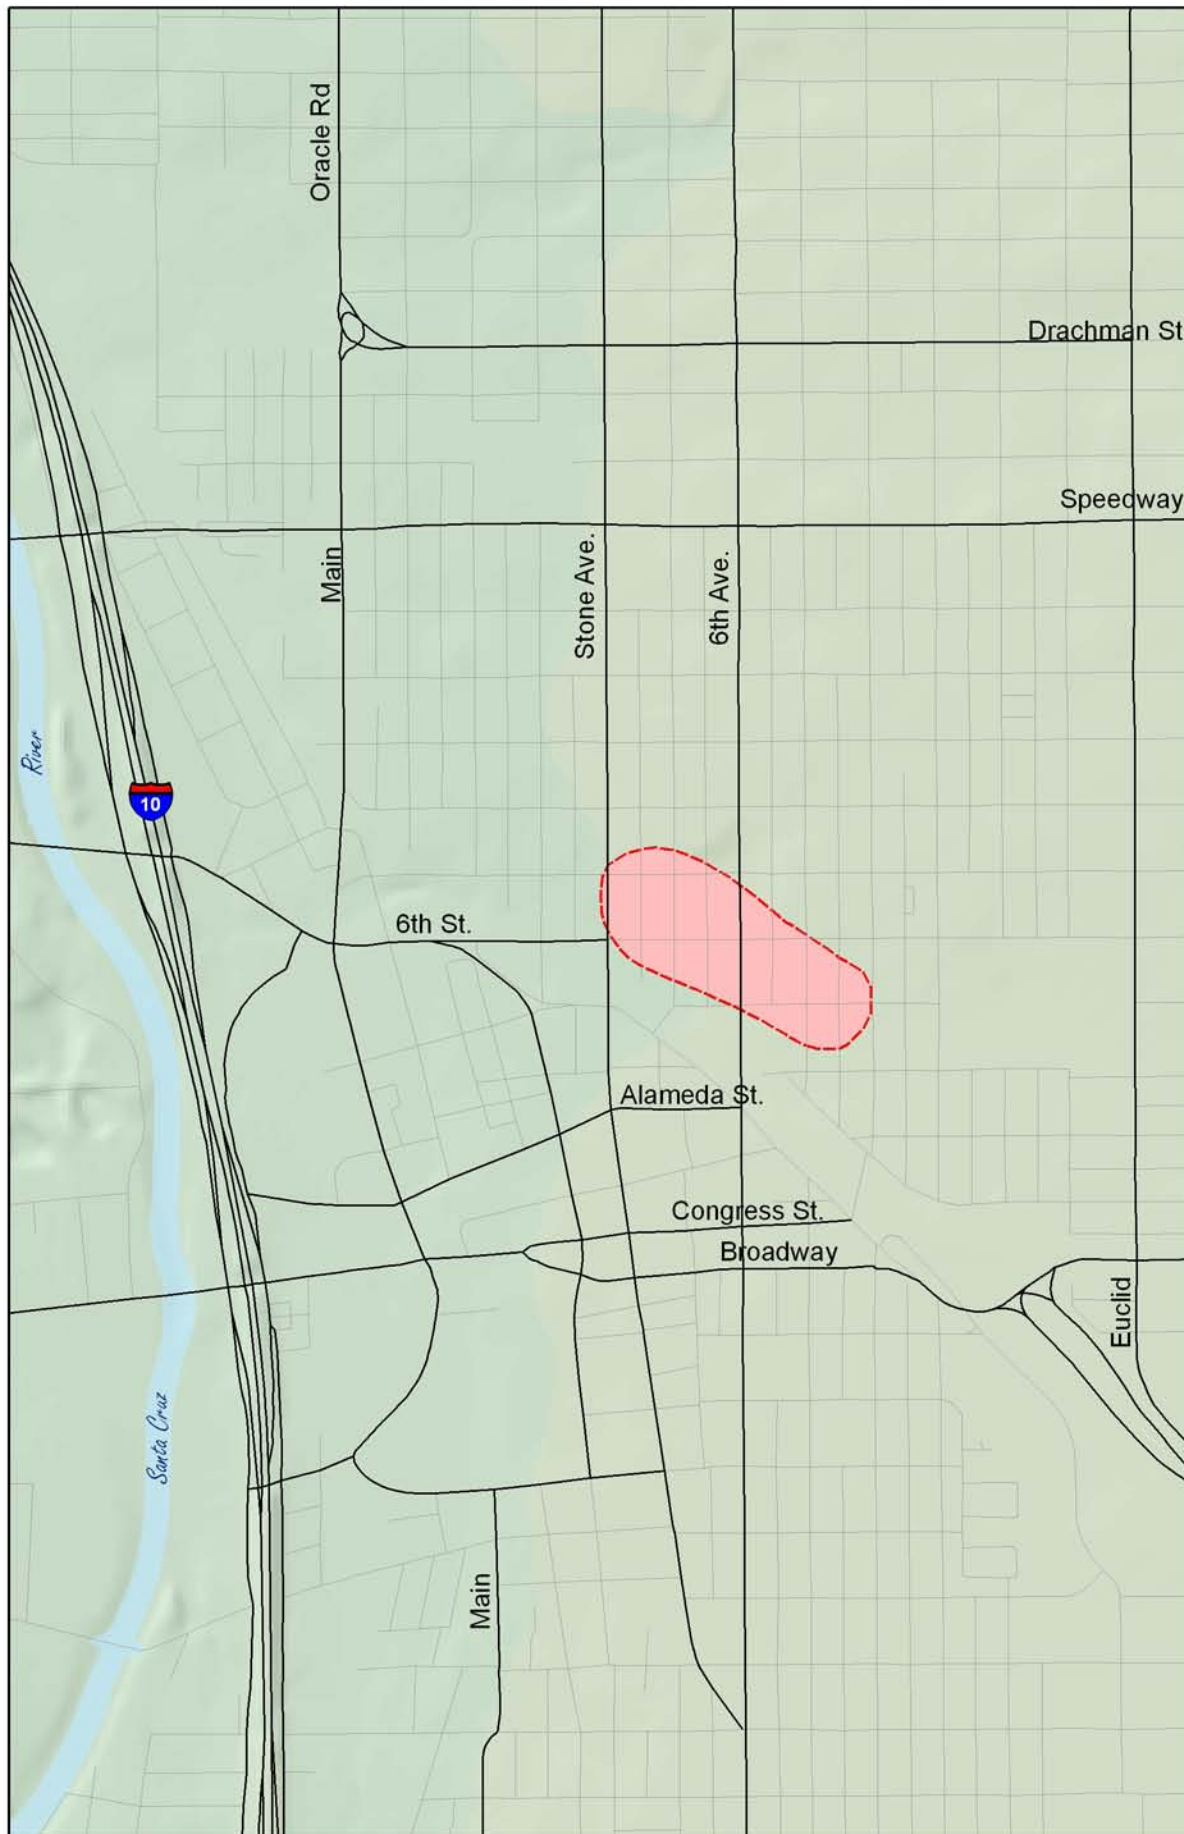 Oracle Rd
Drachman St
Speedway
Main
Stone Ave.
6th Ave.
River
10
6th St.
Alameda St.
Congress St.
Broadway
Euclid
Santa Cruz
Main